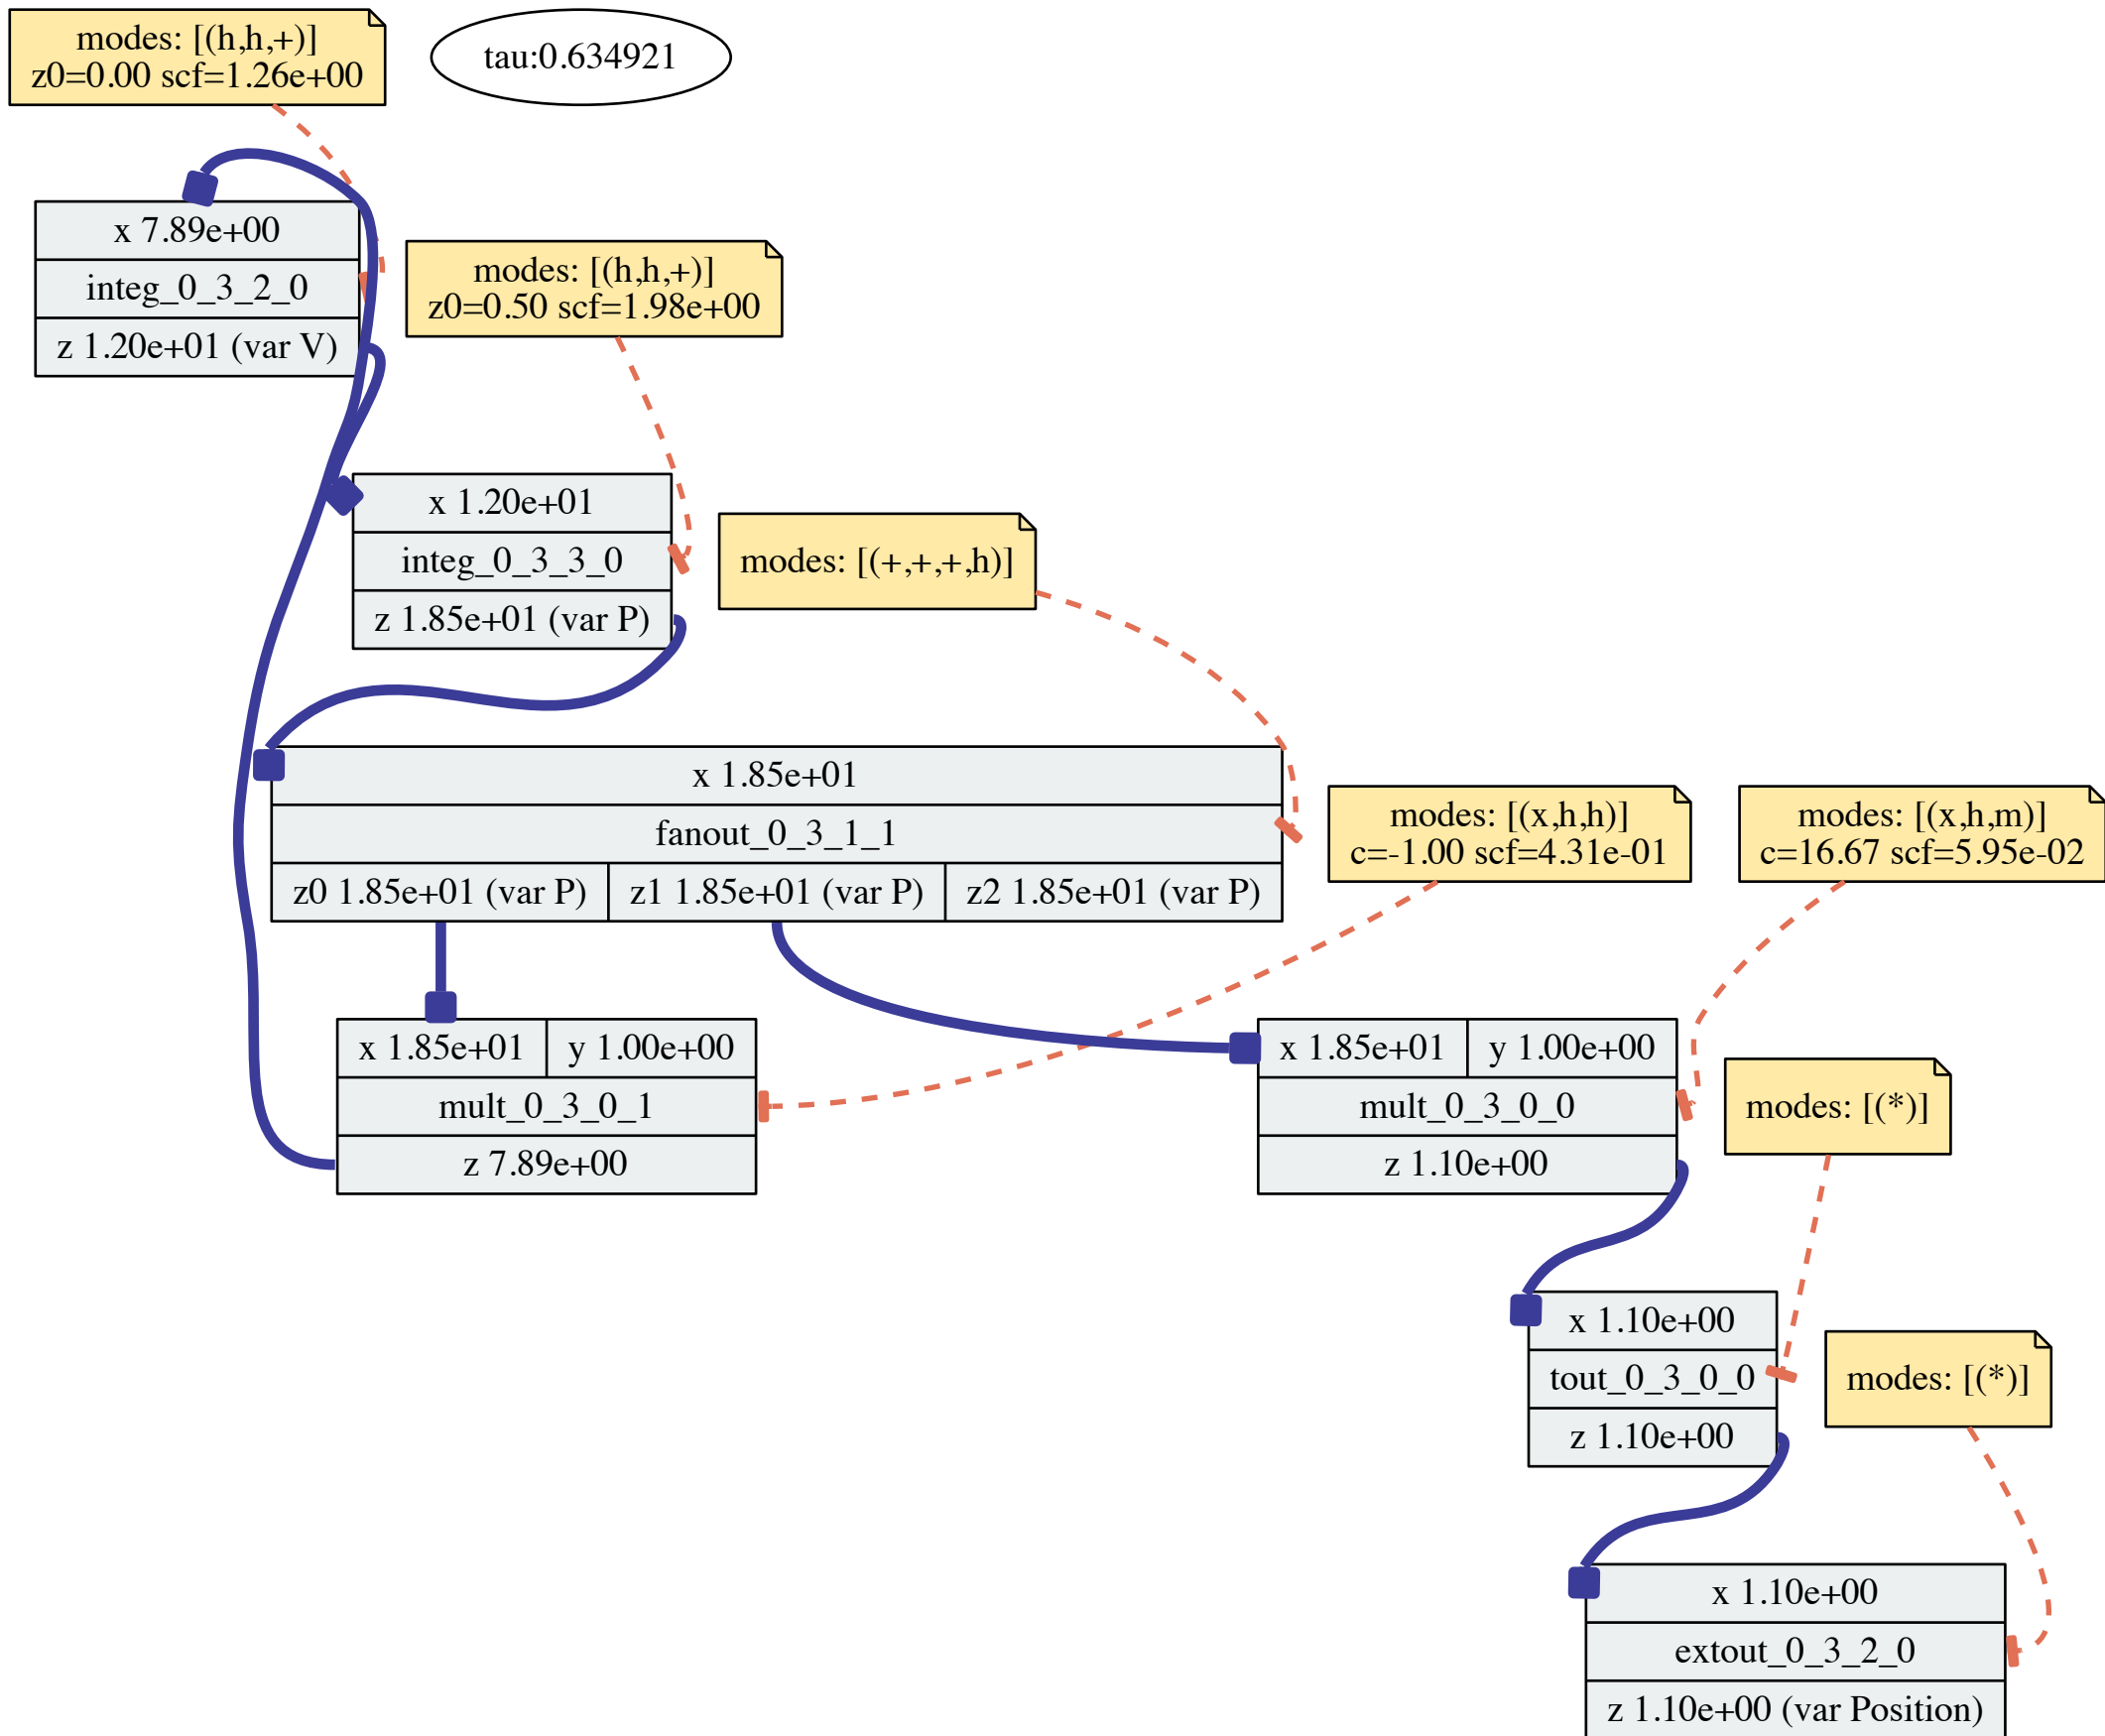 modes: [(h,h,+)]
z0=0.00 scf=1.26e+00
tau:0.634921
x 7.89e+00
integ_0_3_2_0
z 1.20e+01 (var V)
modes: [(h,h,+)]
z0=0.50 scf=1.98e+00
x 1.20e+01
integ_0_3_3_0
z 1.85e+01 (var P)
modes: [(+,+,+,h)]
x 1.85e+01
fanout_0_3_1_1
z0 1.85e+01 (var P)
z1 1.85e+01 (var P)
z2 1.85e+01 (var P)
modes: [(x,h,h)]
c=-1.00 scf=4.31e-01
modes: [(x,h,m)]
c=16.67 scf=5.95e-02
x 1.85e+01
y 1.00e+00
mult_0_3_0_1
z 7.89e+00
x 1.85e+01
y 1.00e+00
mult_0_3_0_0
z 1.10e+00
modes: [(*)]
x 1.10e+00
tout_0_3_0_0
z 1.10e+00
modes: [(*)]
x 1.10e+00
extout_0_3_2_0
z 1.10e+00 (var Position)